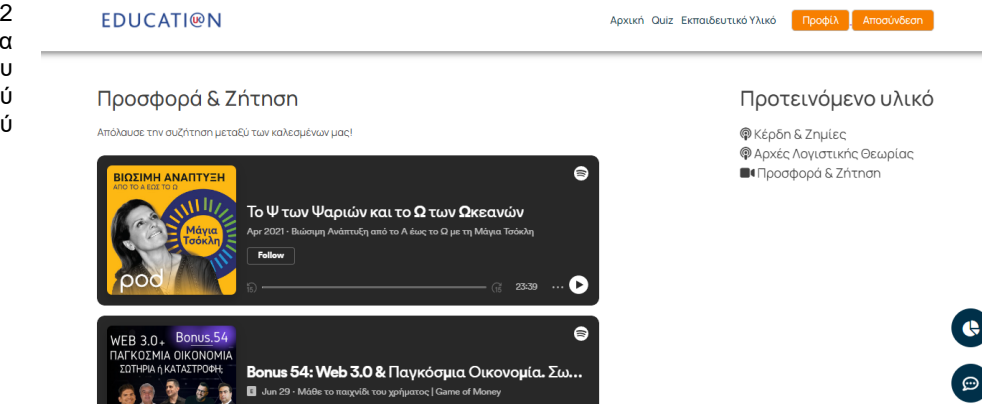 2
α
υ
ύ
ύ
EDUCATI@N
Αρχική Quiz Εκπαιδευτικό Υλικό Προφίλ Αποσύνδεση
Προσφορά & Ζήτηση
Απόλαυσε την συζήτηση μεταξύ των καλεσμένων μας!
ΒΙΩΣΙΜΗ ΑΝΑΠΤΥΞΗ
ΑΠΟ ΤΟ Α ΕΩΣ ΤΟ Ω
Μάγια
Τσόκλη
pod
Το Ψ των Ψαριών και το Ω των Ωκεανών
Apr 2021 · Βιώσιμη Ανάπτυξη από το Α έως το Ω με τη Μάγια Τσόκλη
Follow
15
15
23:39
WEB 3.0+ Bonus.54
ΠΑΓΚΟΣΜΙΑ ΟΙΚΟΝΟΜΙΑ
ΣΩΤΗΡΙΑ ή ΚΑΤΑΣΤΡΟΦΗ;
Bonus 54: Web 3.0 & Παγκόσμια Οικονομία. Σω...
E Jun 29 · Μάθε το παιχνίδι του χρήματος | Game of Money
Προτεινόμενο υλικό
Κέρδη & Ζημίες
Αρχές Λογιστικής Θεωρίας
Προσφορά & Ζήτηση